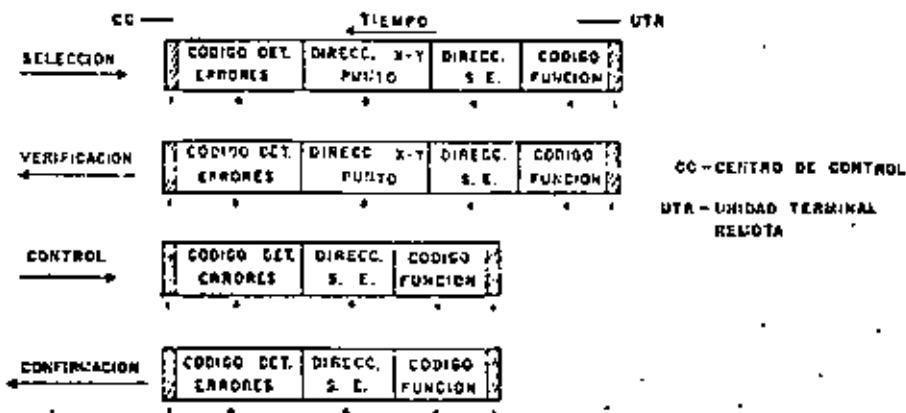 CC — TIEMPO — UTR
SELECCION
CODIGO DET. ERRORES
DIRECC. X-Y PUNTO
DIRECC. S. E.
CODIGO FUNCION
VERIFICACION
CODIGO DET. ERRORES
DIRECC X-Y PUNTO
DIRECC. S. E.
CODIGO FUNCION
CC - CENTRO DE CONTROL
UTR - UNIDAD TERMINAL
REMOTA
CONTROL
CODIGO DET. ERRORES
DIRECC. S. E.
CODIGO FUNCION
CONFIRMACION
CODIGO DET. ERRORES
DIRECC. S. E.
CODIGO FUNCION